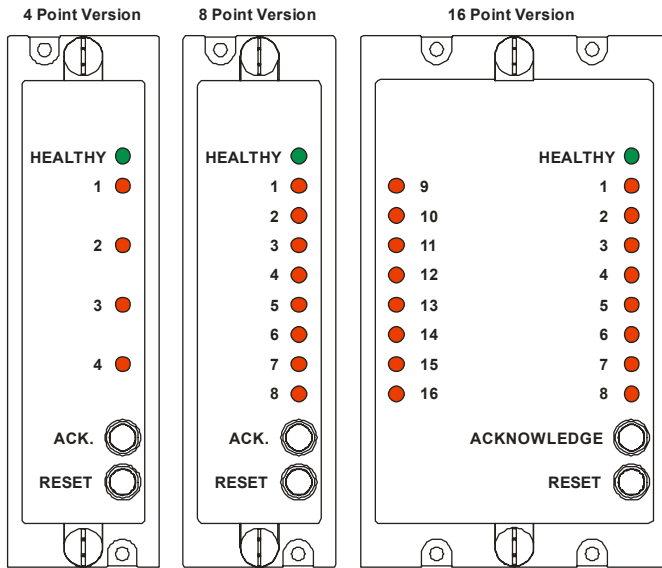 4 Point Version
HEALTHY
1
2
3
4
ACK.
RESET
8 Point Version
HEALTHY
1
2
3
4
5
6
7
8
ACK.
RESET
16 Point Version
HEALTHY
9 1
10 2
11 3
12 4
13 5
14 6
15 7
16 8
ACKNOWLEDGE
RESET